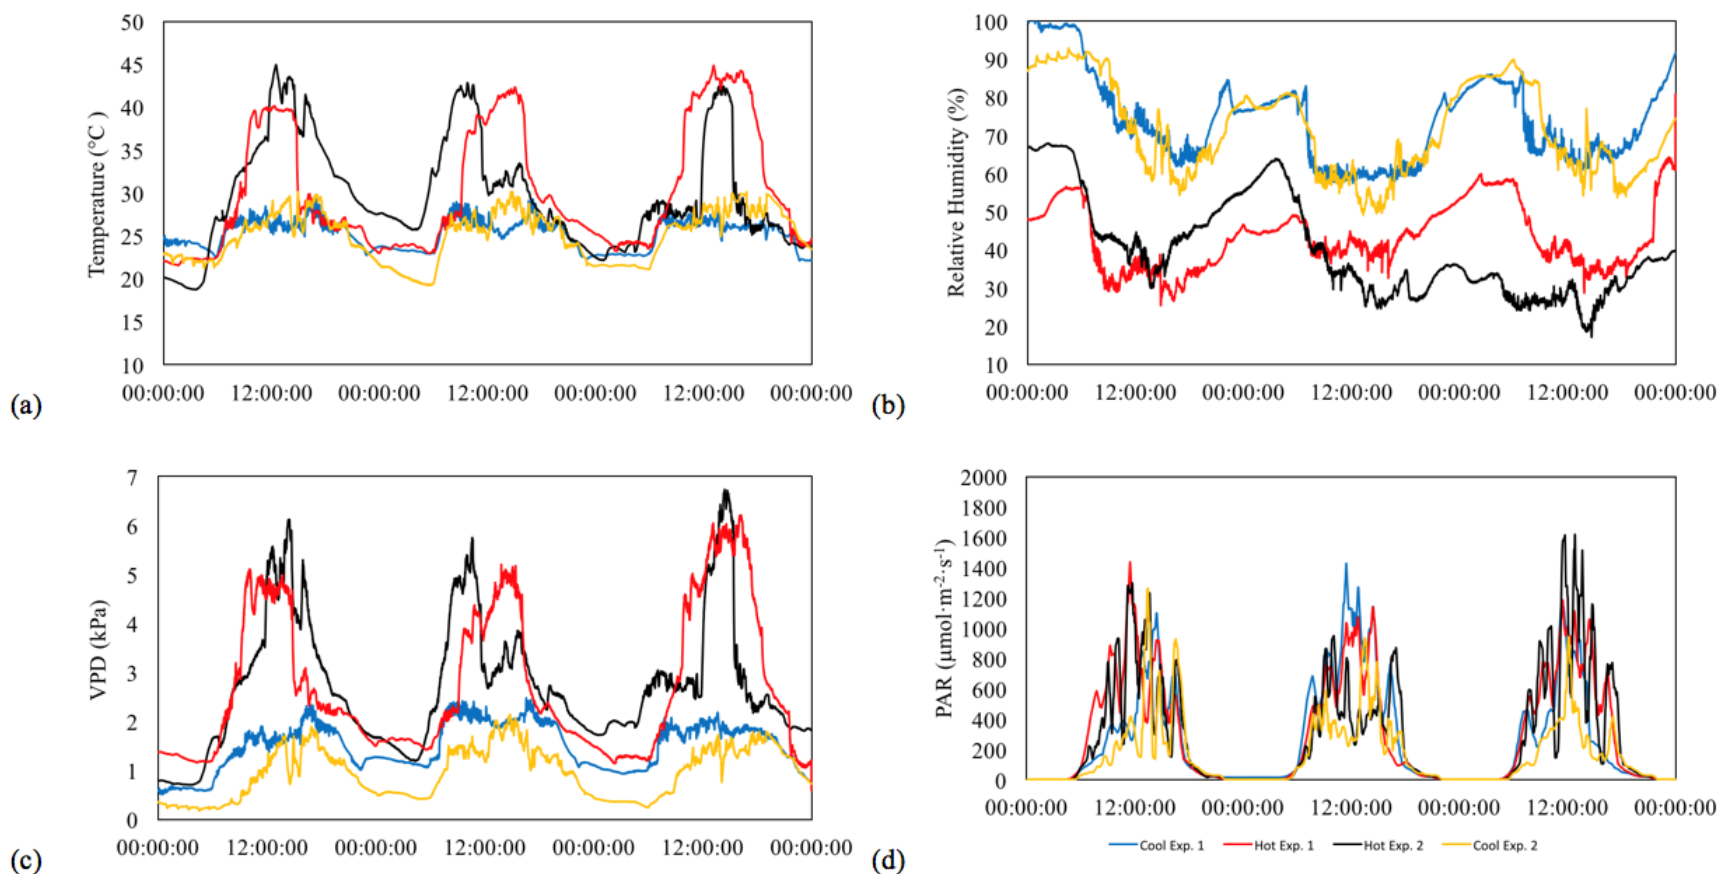 50
45
40
35
30
25
20
15
10
Temperature (°C )
00:00:00 12:00:00 00:00:00 12:00:00 00:00:00 12:00:00 00:00:00
(a)
100
90
80
70
60
50
40
30
20
10
Relative Humidity (%)
00:00:00 12:00:00 00:00:00 12:00:00 00:00:00 12:00:00 00:00:00
(b)
7
6
5
4
3
2
1
0
VPD (kPa)
00:00:00 12:00:00 00:00:00 12:00:00 00:00:00 12:00:00 00:00:00
(c)
2000
1800
1600
1400
1200
1000
800
600
400
200
0
PAR (µmol·m⁻²·s⁻¹)
00:00:00 12:00:00 00:00:00 12:00:00 00:00:00 12:00:00 00:00:00
(d)
Cool Exp. 1 Hot Exp. 1 Hot Exp. 2 Cool Exp. 2